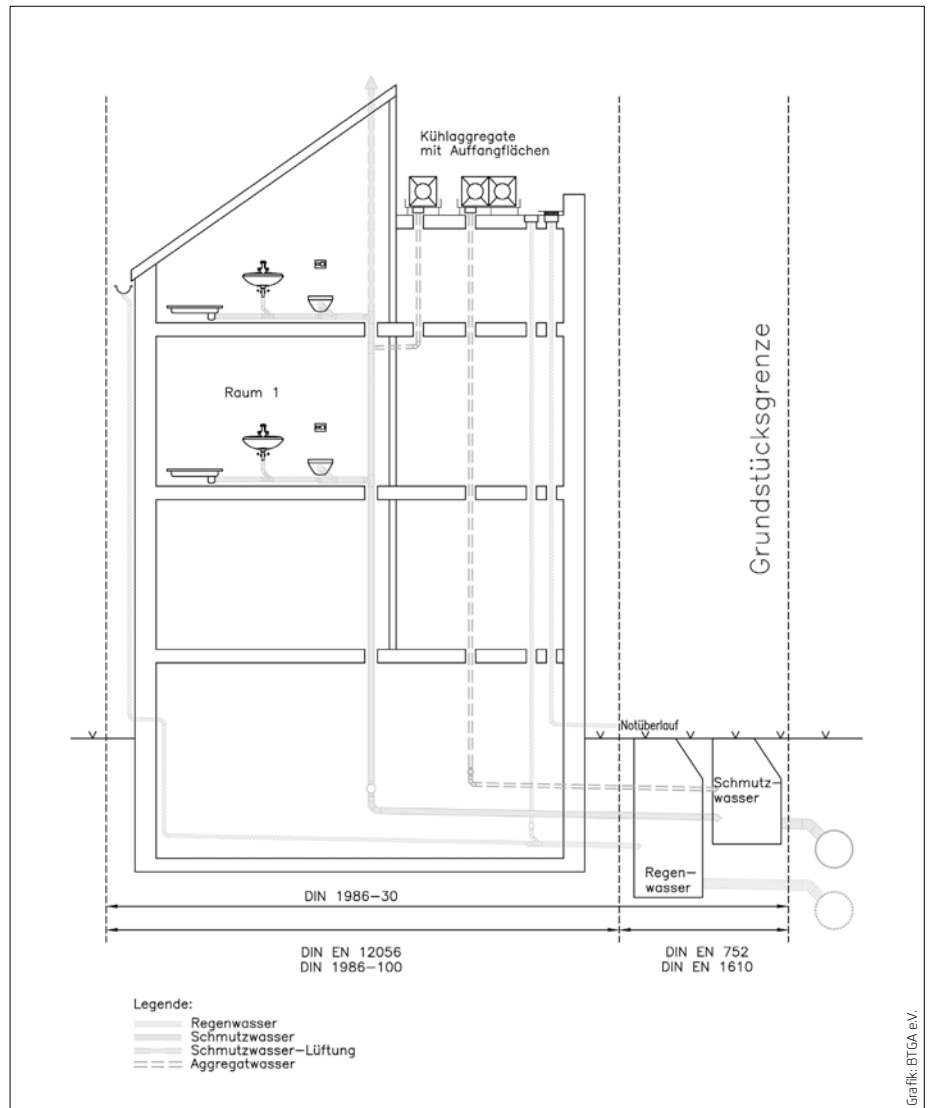 Kühlaggregate
mit Auffangflächen
Raum 1
Grundstücksgrenze
Notüberlauf
Schmutz-
wasser
Regen-
wasser
DIN 1986-30
DIN EN 12056
DIN 1986-100
DIN EN 752
DIN EN 1610
Legende:
Regenwasser
Schmutzwasser
Schmutzwasser-Lüftung
Aggregatwasser
Grafik: BTGA e.V.